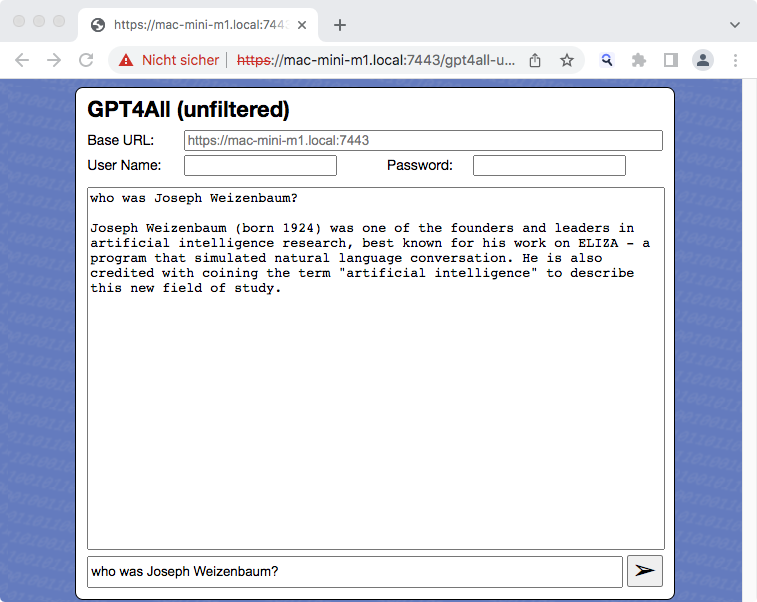 https://mac-mini-m1.local:744
Nicht sicher https://mac-mini-m1.local:7443/gpt4all-u...
GPT4All (unfiltered)
Base URL: https://mac-mini-m1.local:7443
User Name: Password:
who was Joseph Weizenbaum?
Joseph Weizenbaum (born 1924) was one of the founders and leaders in
artificial intelligence research, best known for his work on ELIZA - a
program that simulated natural language conversation. He is also
credited with coining the term "artificial intelligence" to describe
this new field of study.
who was Joseph Weizenbaum?